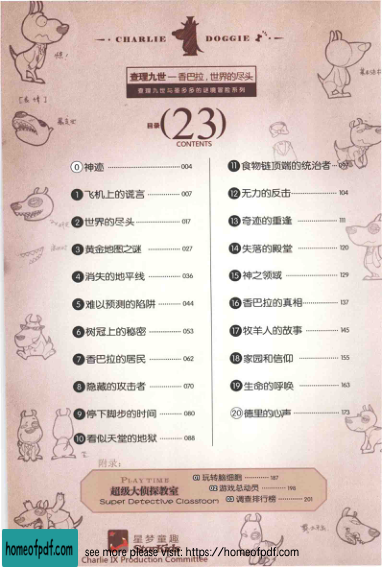 CHARLIE DOGGIE
查理九世—香巴拉，世界的尽头
查理九世与墨多多的谜境冒险系列
目录
(23)
CONTENTS
0 神迹 004
1 飞机上的谎言 007
2 世界的尽头 017
3 黄金地图之谜 027
4 消失的地平线 036
5 难以预测的陷阱 044
6 树冠上的秘密 053
7 香巴拉的居民 062
8 隐藏的攻击者 070
9 停下脚步的时间 080
10 看似天堂的地狱 088
11 食物链顶端的统治者
12 无力的反击 104
13 奇迹的重逢 111
14 失落的殿堂 120
15 神之领域 129
16 香巴拉的真相 137
17 牧羊人的故事 145
18 家园和信仰 155
19 生命的呼唤 163
20 德里的心声 173
附录：
PLAY TIME
超级大侦探教室
Super Detective Classroon
玩转脑细胞 187
游戏总动员 198
调查排行榜 201
星梦童趣
Charlie IX Production Committee
homeofpdf.com
see more please visit: https://homeofpdf.com